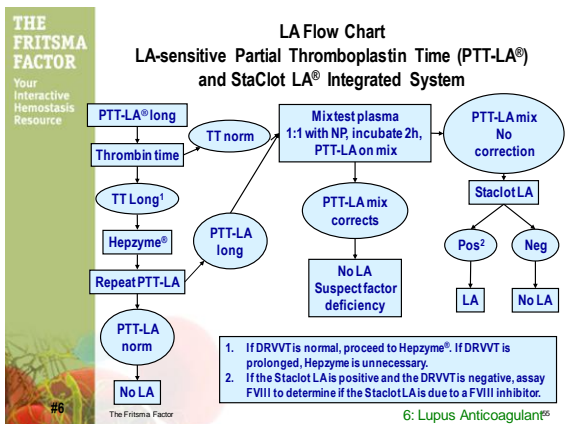 THE
FRITSMA
FACTOR
Your
Interactive
Hemostasis
Resource
LA Flow Chart
LA-sensitive Partial Thromboplastin Time (PTT-LA®)
and StaClot LA® Integrated System
PTT-LA® long
Thrombin time
TT norm
TT Long1
Hepzyme®
Repeat PTT-LA
PTT-LA
long
PTT-LA
norm
No LA
Mix test plasma
1:1 with NP, incubate 2h,
PTT-LA on mix
PTT-LA mix
corrects
No LA
Suspect factor
deficiency
PTT-LA mix
No
correction
Staclot LA
Pos2
Neg
LA
No LA
1. If DRVVT is normal, proceed to Hepzyme®. If DRVVT is
prolonged, Hepzyme is unnecessary.
2. If the Staclot LA is positive and the DRVVT is negative, assay
FVIII to determine if the Staclot LA is due to a FVIII inhibitor.
#6
The Fritsma Factor
6: Lupus Anticoagulant55